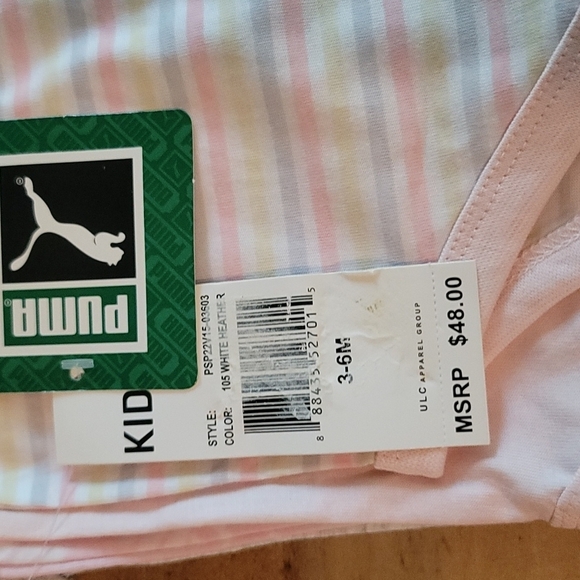 PUMA
KID
STYLE: PSP22V15-03603
COLOR: 105 WHITE HEATHER
8 88435 52701 5
3-6M
ULC APPAREL GROUP
MSRP $48.00